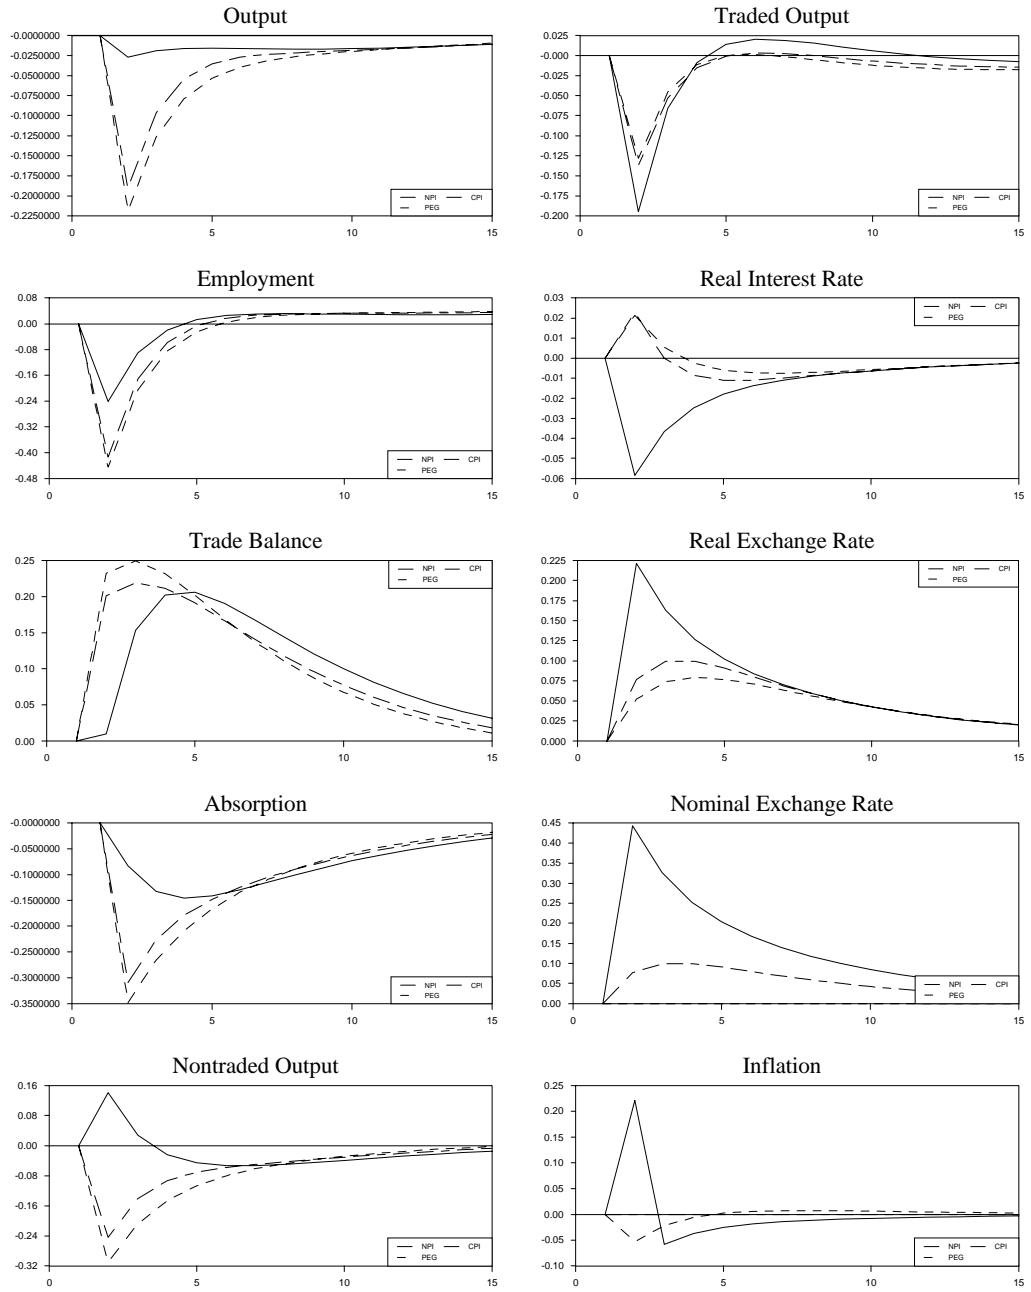 Output
-0.0000000
-0.0250000
-0.0500000
-0.0750000
-0.1000000
-0.1250000
-0.1500000
-0.1750000
-0.2000000
-0.2250000
NPI CPI
PEG
0 5 10 15
Traded Output
0.025
-0.000
-0.025
-0.050
-0.075
-0.100
-0.125
-0.150
-0.175
-0.200
NPI CPI
PEG
0 5 10 15
Employment
0.08
0.00
-0.08
-0.16
-0.24
-0.32
-0.40
-0.48
NPI CPI
PEG
0 5 10 15
Real Interest Rate
0.03
0.02
0.01
0.00
-0.01
-0.02
-0.03
-0.04
-0.05
-0.06
NPI CPI
PEG
0 5 10 15
Trade Balance
0.25
0.20
0.15
0.10
0.05
0.00
NPI CPI
PEG
0 5 10 15
Real Exchange Rate
0.225
0.200
0.175
0.150
0.125
0.100
0.075
0.050
0.025
0.000
NPI CPI
PEG
0 5 10 15
Absorption
-0.0000000
-0.0500000
-0.1000000
-0.1500000
-0.2000000
-0.2500000
-0.3000000
-0.3500000
NPI CPI
PEG
0 5 10 15
Nominal Exchange Rate
0.45
0.40
0.35
0.30
0.25
0.20
0.15
0.10
0.05
0.00
NPI CPI
PEG
0 5 10 15
Nontraded Output
0.16
0.08
0.00
-0.08
-0.16
-0.24
-0.32
NPI CPI
PEG
0 5 10 15
Inflation
0.25
0.20
0.15
0.10
0.05
0.00
-0.05
-0.10
NPI CPI
PEG
0 5 10 15